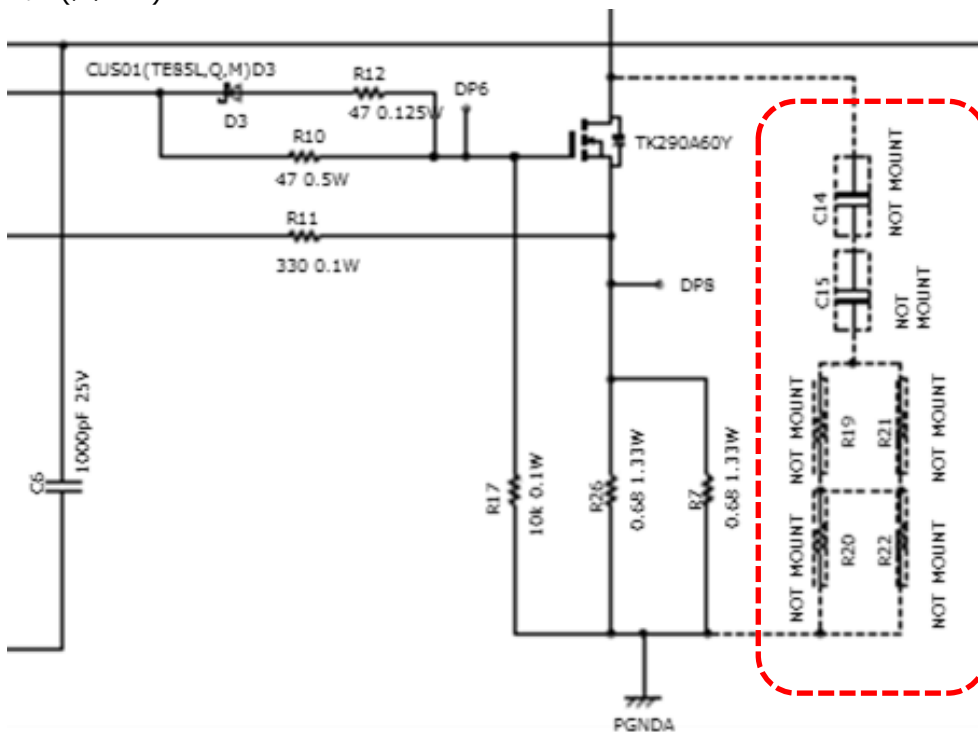 CUS01(TE85L,Q,M)D3
D3
R12
47 0.125W
DP6
R10
47 0.5W
TK290A60Y
R11
330 0.1W
DP8
C6
1000pF 25V
R17
10k 0.1W
R26
0.68 1.33W
R7
0.68 1.33W
C14
NOT MOUNT
C15
NOT
MOUNT
NOT MOUNT
R19
R21
NOT MOUNT
NOT MOUNT
R20
R22
NOT MOUNT
PGNDA